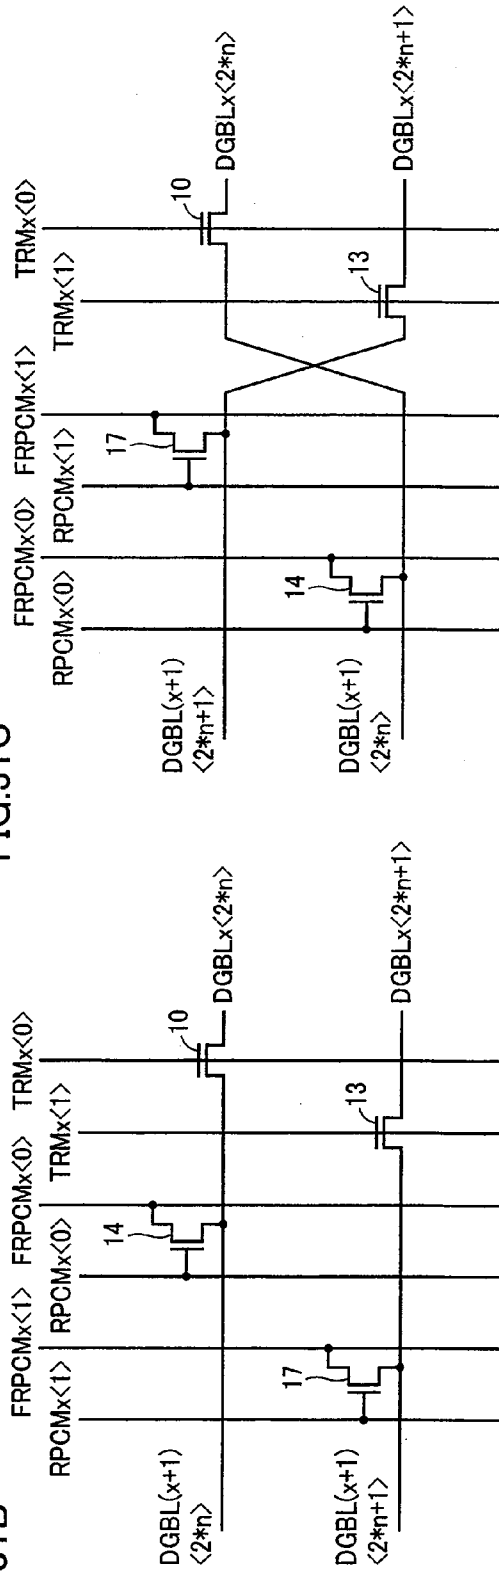 FRPCMx<1> FRPCMx<0> TRMx<0>
RPCMx<1> RPCMx<0> TRMx<1>
14
10
DGBL(x+1)
<2*n>
DGBLx<2*n>
17
13
DGBL(x+1)
<2*n+1>
DGBLx<2*n+1>
FRPCMx<0> FRPCMx<1> TRMx<0>
RPCMx<0> RPCMx<1> TRMx<1>
17
10
DGBL(x+1)
<2*n+1>
DGBLx<2*n>
14
13
DGBL(x+1)
<2*n>
DGBLx<2*n+1>